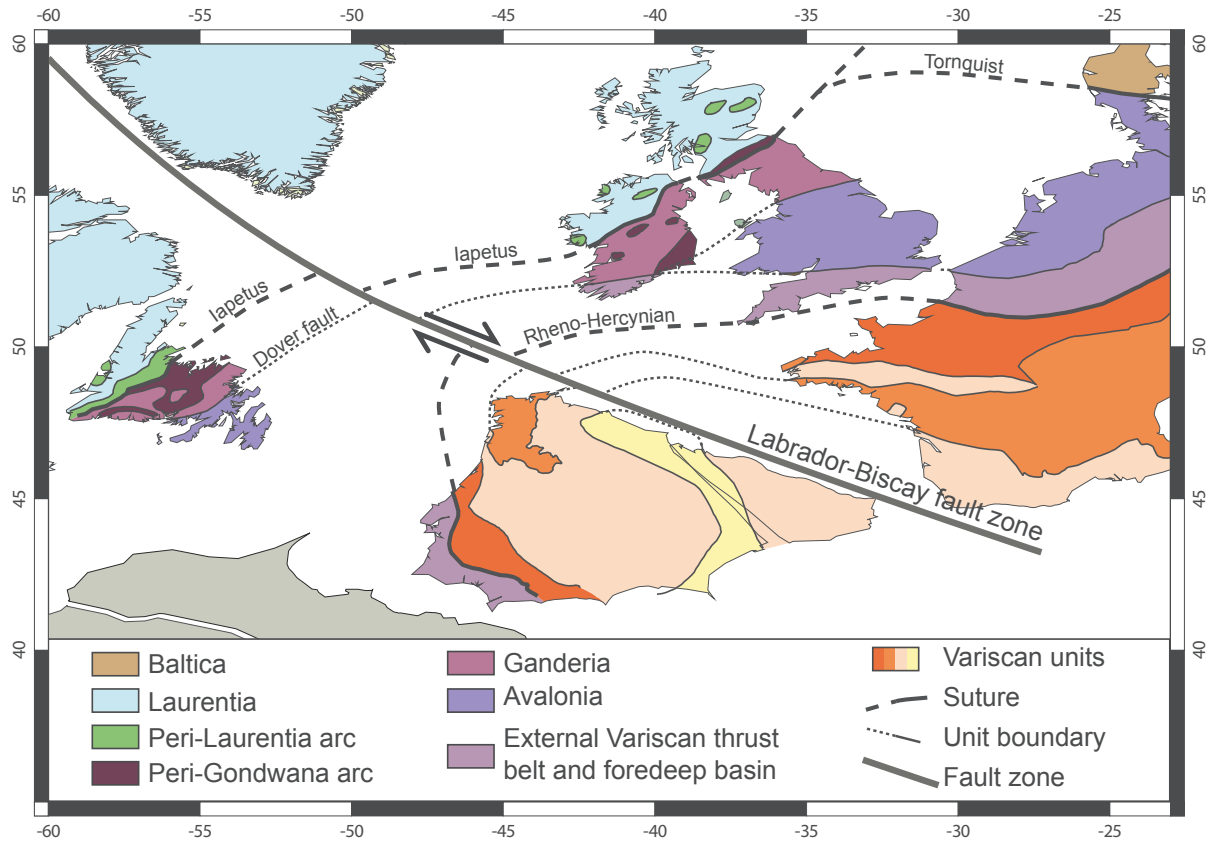 -60 -55 -50 -45 -40 -35 -30 -25
60 60
Tornquist
55 55
Iapetus
Iapetus
Dover fault
Rheno-Hercynian
50 50
Labrador-Biscay fault zone
45 45
40 40
Baltica
Laurentia
Peri-Laurentia arc
Peri-Gondwana arc
Ganderia
Avalonia
External Variscan thrust
belt and foredeep basin
Variscan units
Suture
Unit boundary
Fault zone
-60 -55 -50 -45 -40 -35 -30 -25